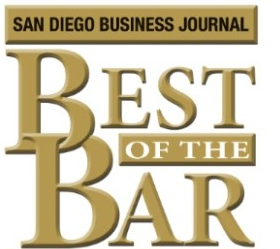 SAN DIEGO BUSINESS JOURNAL
BEST
OF THE
BAR